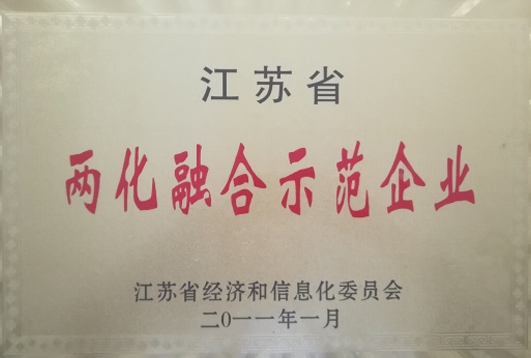 江苏省
两化融合示范企业
江苏省经济和信息化委员会
二0一一年一月